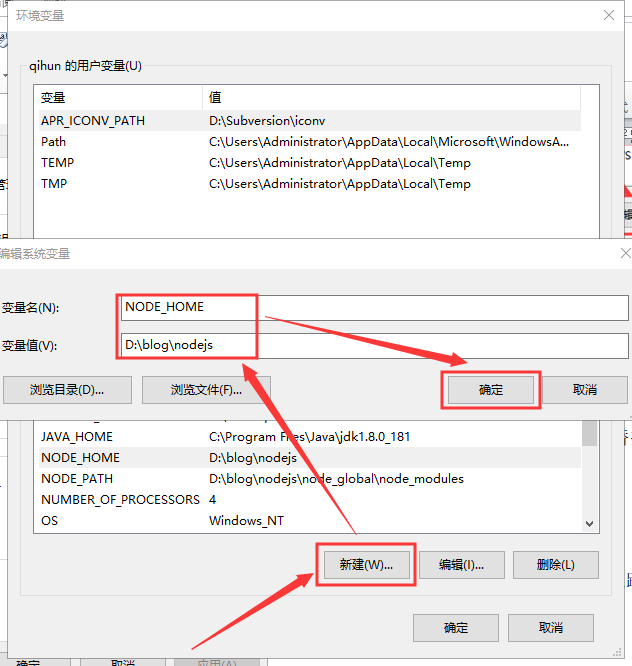 环境变量
qihun 的用户变量(U)
变量 值
APR_ICONV_PATH D:\Subversion\iconv
Path C:\Users\Administrator\AppData\Local\Microsoft\WindowsA...
TEMP C:\Users\Administrator\AppData\Local\Temp
TMP C:\Users\Administrator\AppData\Local\Temp
编辑系统变量
变量名(N): NODE_HOME
变量值(V): D:\blog\nodejs
浏览目录(D)... 浏览文件(F)... 确定 取消
JAVA_HOME C:\Program Files\Java\jdk1.8.0_181
NODE_HOME D:\blog\nodejs
NODE_PATH D:\blog\nodejs\node_global\node_modules
NUMBER_OF_PROCESSORS 4
OS Windows_NT
新建(W)... 编辑(I)... 删除(L)
确定 取消
确定 取消 应用(A)